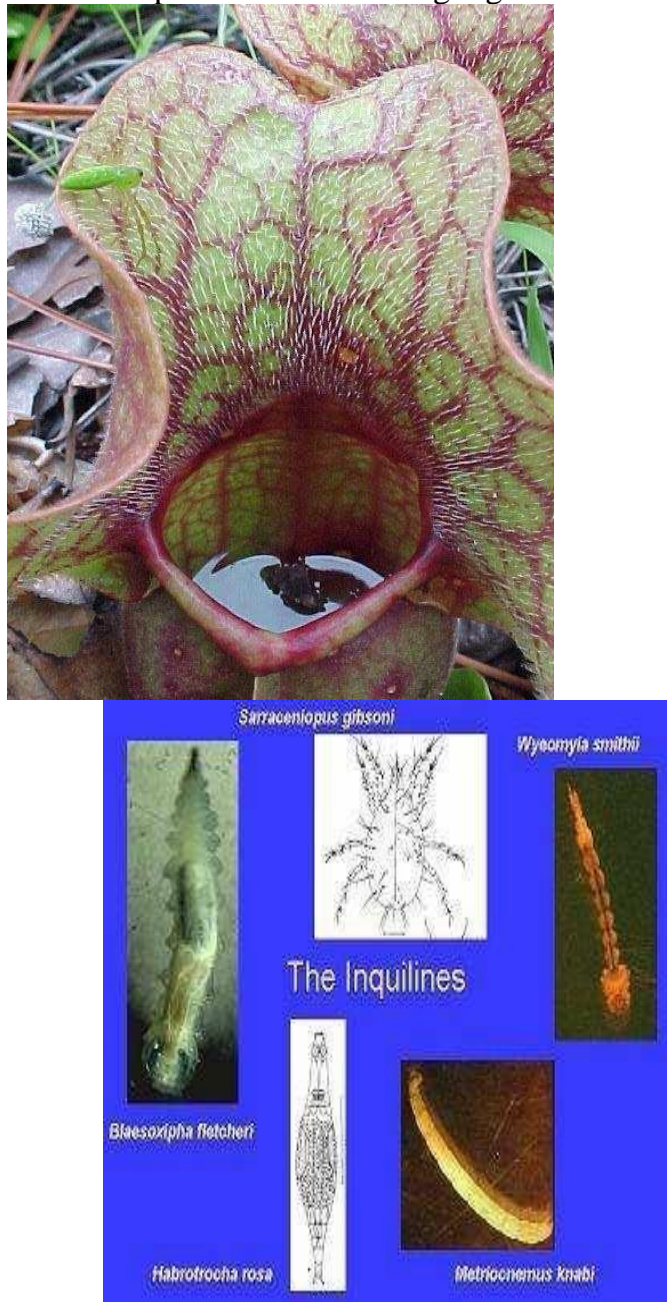 Sarraceniopus gibsoni
Wyeomyia smithii
The Inquilines
Blaesoxipha fletcheri
Habrotrocha rosa
Metriocnemus knabi